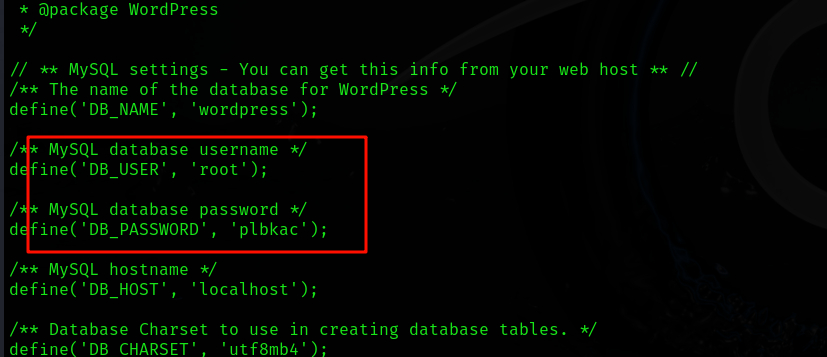 * @package WordPress
*/
// ** MySQL settings - You can get this info from your web host ** //
/** The name of the database for WordPress */
define('DB_NAME', 'wordpress');
/** MySQL database username */
define('DB_USER', 'root');
/** MySQL database password */
define('DB_PASSWORD', 'plbkac');
/** MySQL hostname */
define('DB_HOST', 'localhost');
/** Database Charset to use in creating database tables. */
define('DB_CHARSET', 'utf8mb4');